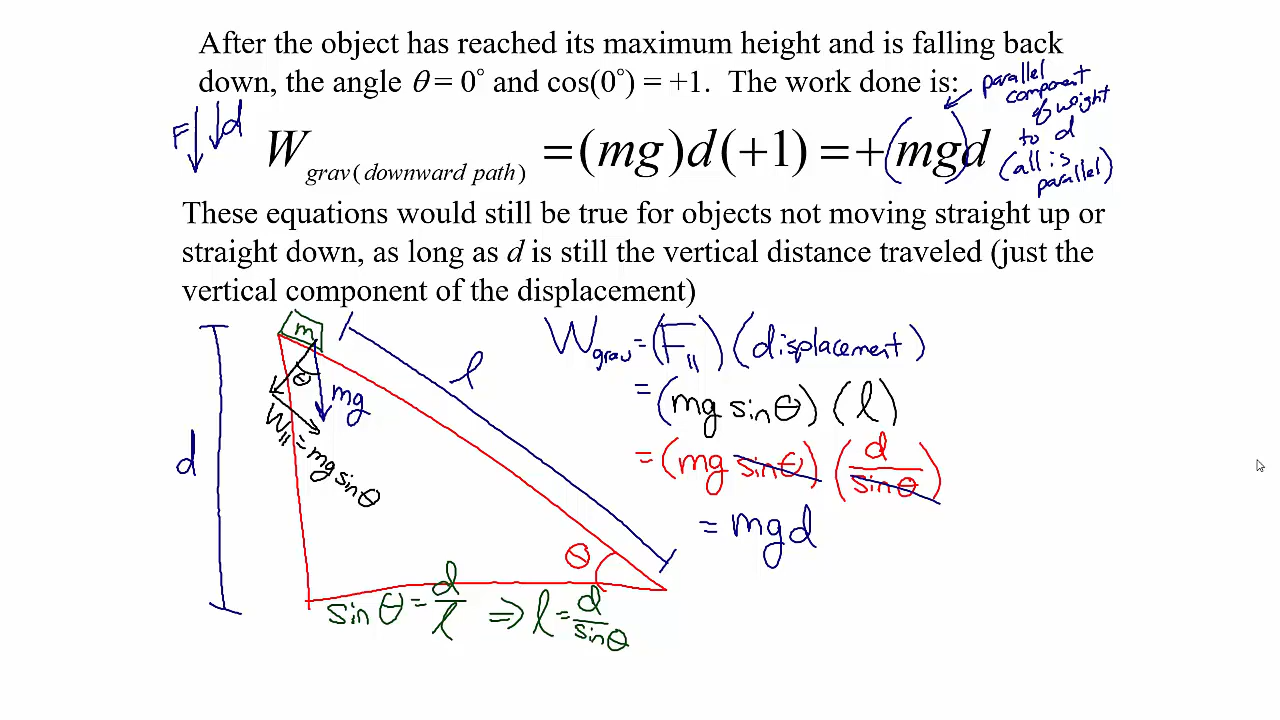 After the object has reached its maximum height and is falling back
down, the angle θ = 0° and cos(0°) = +1.  The work done is:
parallel
component
of weight
to d
(all is
parallel)
F d
W grav(downward path) = (mg)d(+1) = +(mg)d
These equations would still be true for objects not moving straight up or
straight down, as long as d is still the vertical distance traveled (just the
vertical component of the displacement)
m
θ
mg
W∥ = mg sinθ
d
l
θ
sinθ = d/l ⇒ l = d/sinθ
Wgrav = (F∥)(displacement)
= (mg sinθ)(l)
= (mg sinθ)(d/sinθ)
= mgd